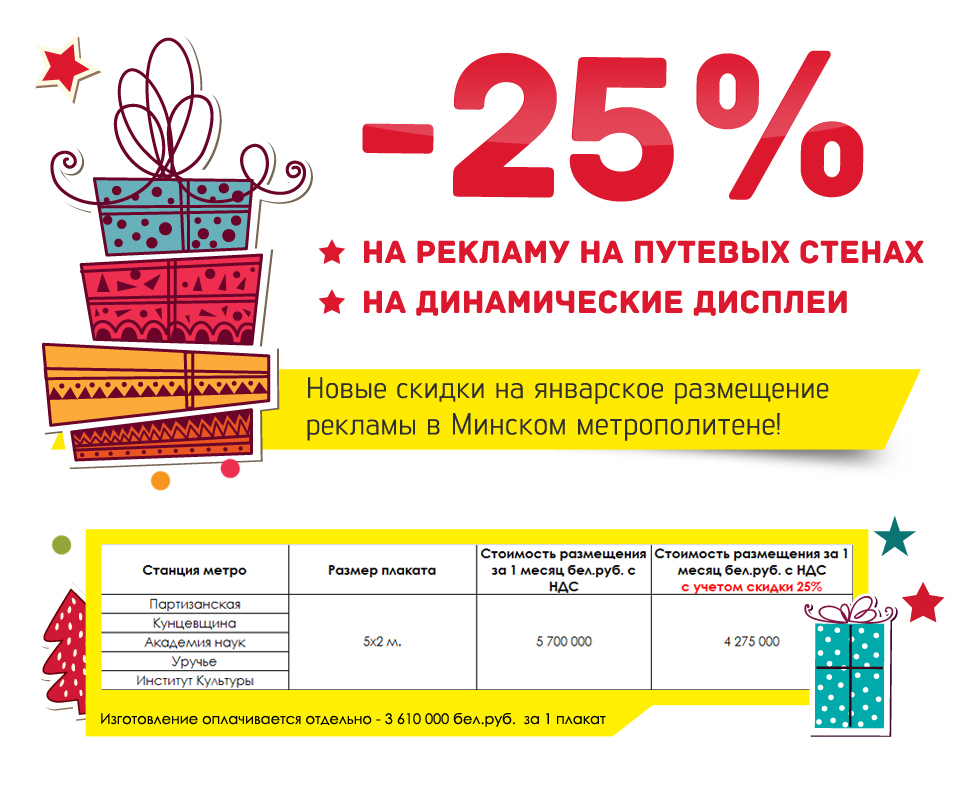 -25%
НА РЕКЛАМУ НА ПУТЕВЫХ СТЕНАХ
НА ДИНАМИЧЕСКИЕ ДИСПЛЕИ
Новые скидки на январское размещение
рекламы в Минском метрополитене!
Станция метро
Размер плаката
Стоимость размещения
за 1 месяц бел.руб. с
НДС
Стоимость размещения за 1
месяц бел.руб. с НДС
с учетом скидки 25%
Партизанская
Кунцевщина
Академия наук
Уручье
Институт Культуры
5х2 м.
5 700 000
4 275 000
Изготовление оплачивается отдельно - 3 610 000 бел.руб. за 1 плакат